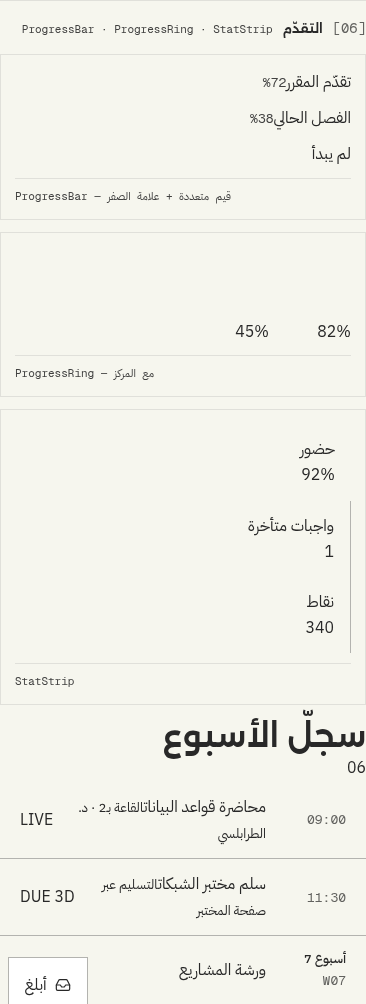 [06] التقدّم ProgressBar · ProgressRing · StatStrip
تقدّم المقرر72%
الفصل الحالي38%
لم يبدأ
ProgressBar — قيم متعددة + علامة الصفر
82% 45%
ProgressRing — مع المركز
حضور
92%
واجبات متأخرة
1
نقاط
340
StatStrip
سجلّ الأسبوع
06
09:00 محاضرة قواعد البياناتالقاعة ب2 · د. الطرابلسي LIVE
11:30 سلم مختبر الشبكاتالتسليم عبر صفحة المختبر DUE 3D
أسبوع 7
W07
ورشة المشاريع
أبلغ